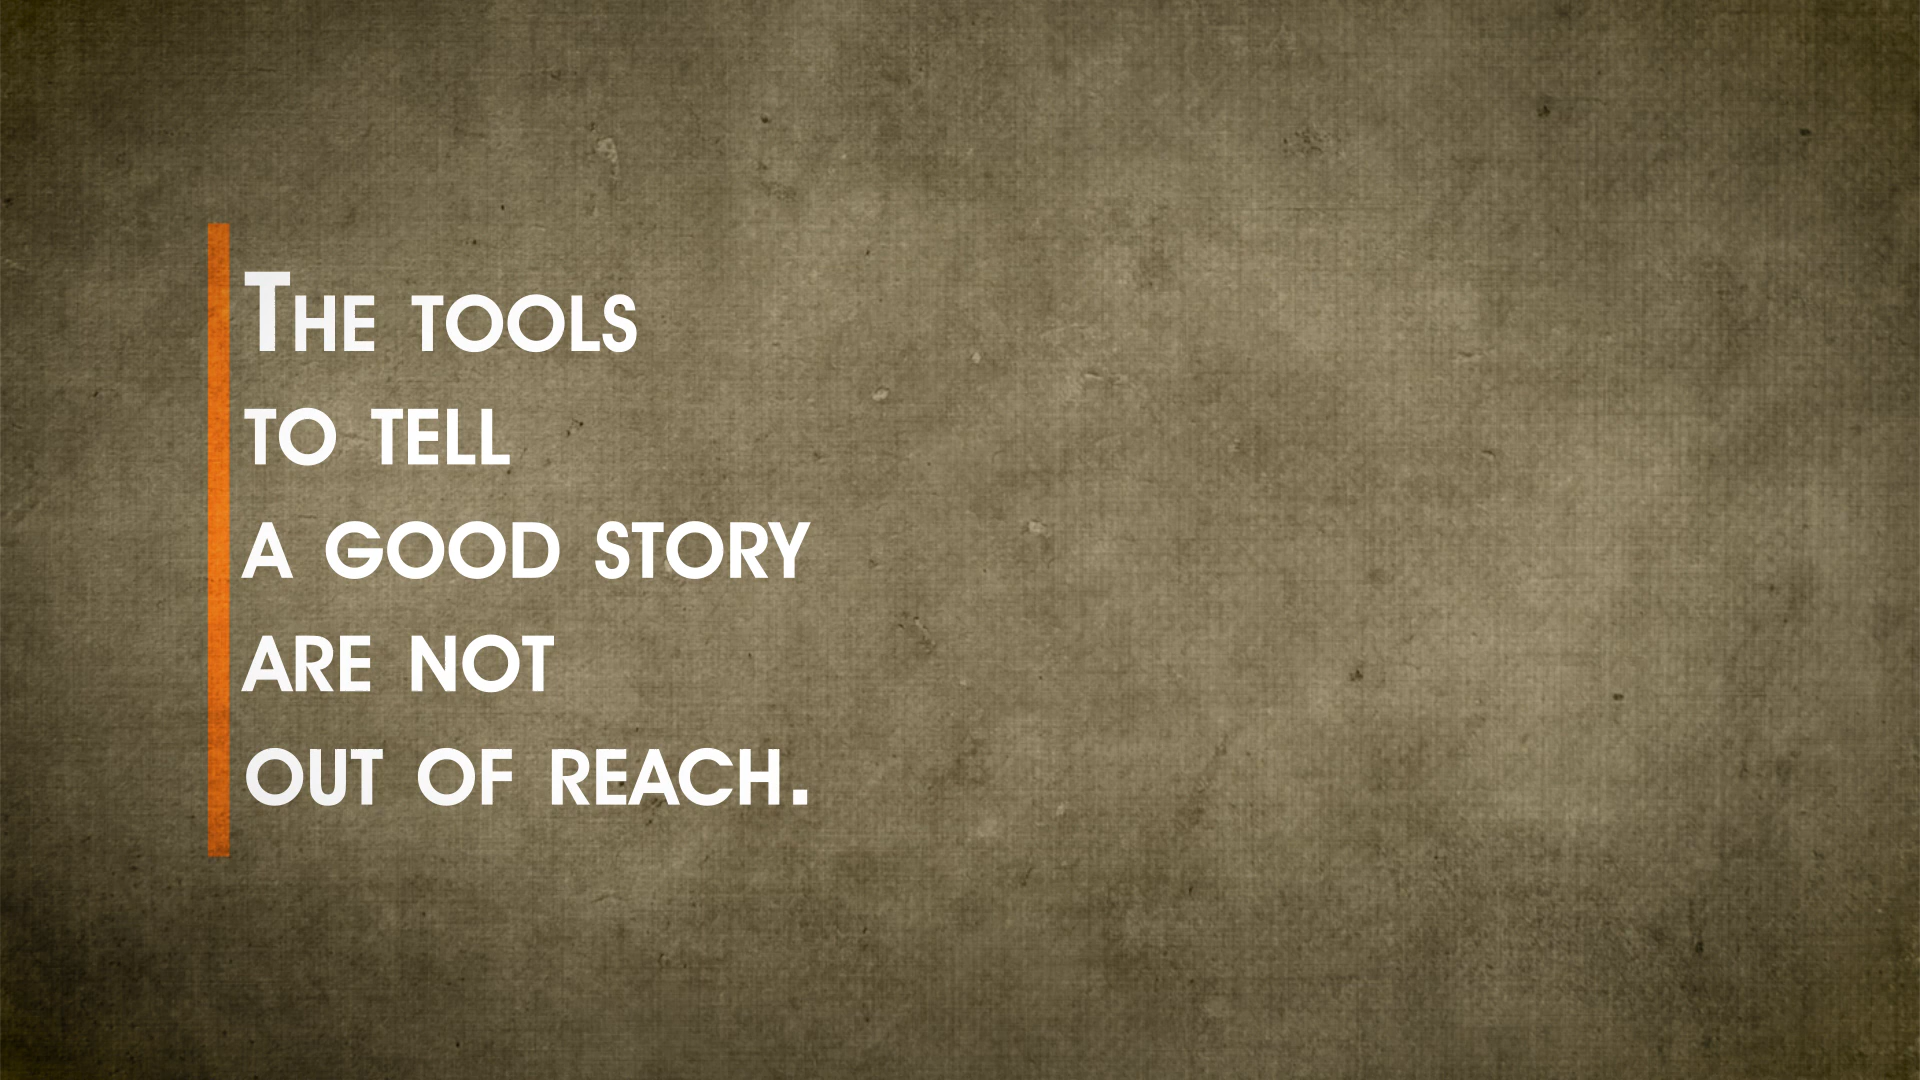 The tools
to tell
a good story
are not
out of reach.